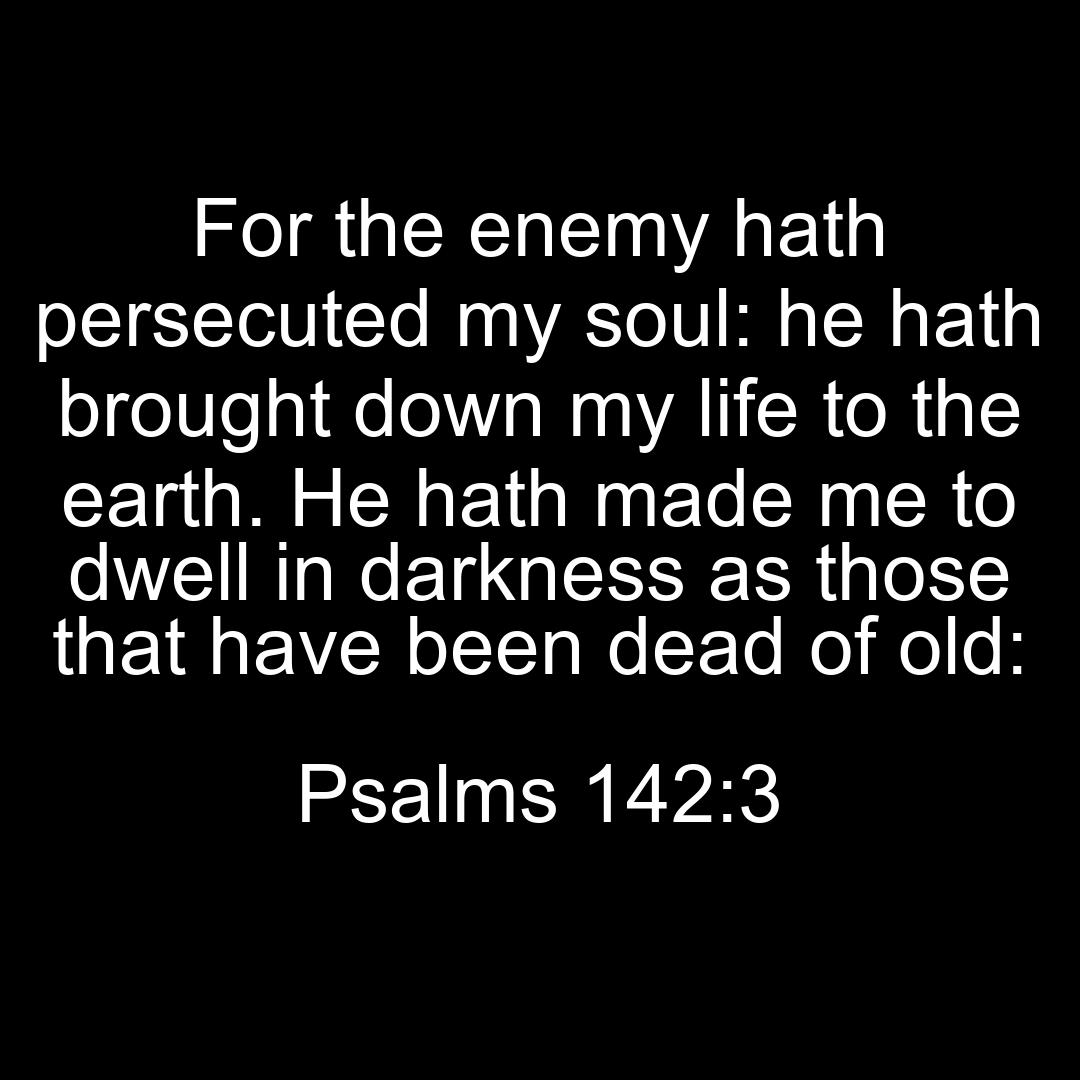 For the enemy hath
persecuted my soul: he hath
brought down my life to the
earth. He hath made me to
dwell in darkness as those
that have been dead of old:
Psalms 142:3